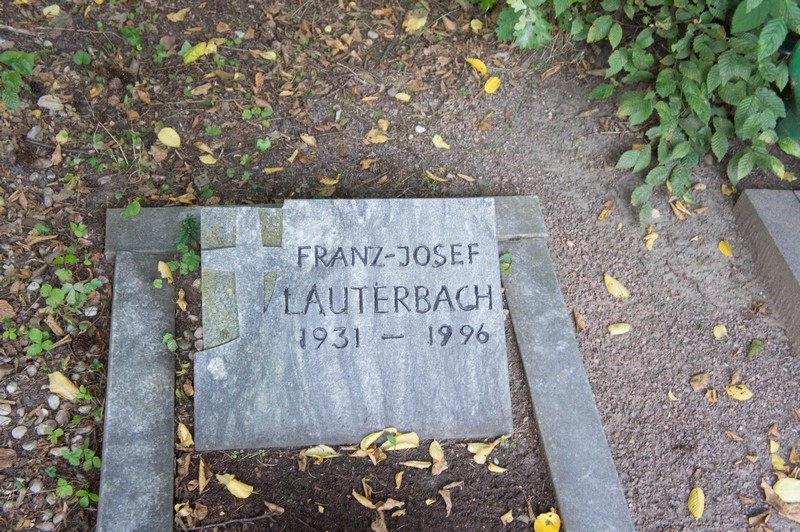 FRANZ-JOSEF
LAUTERBACH
1931 — 1996